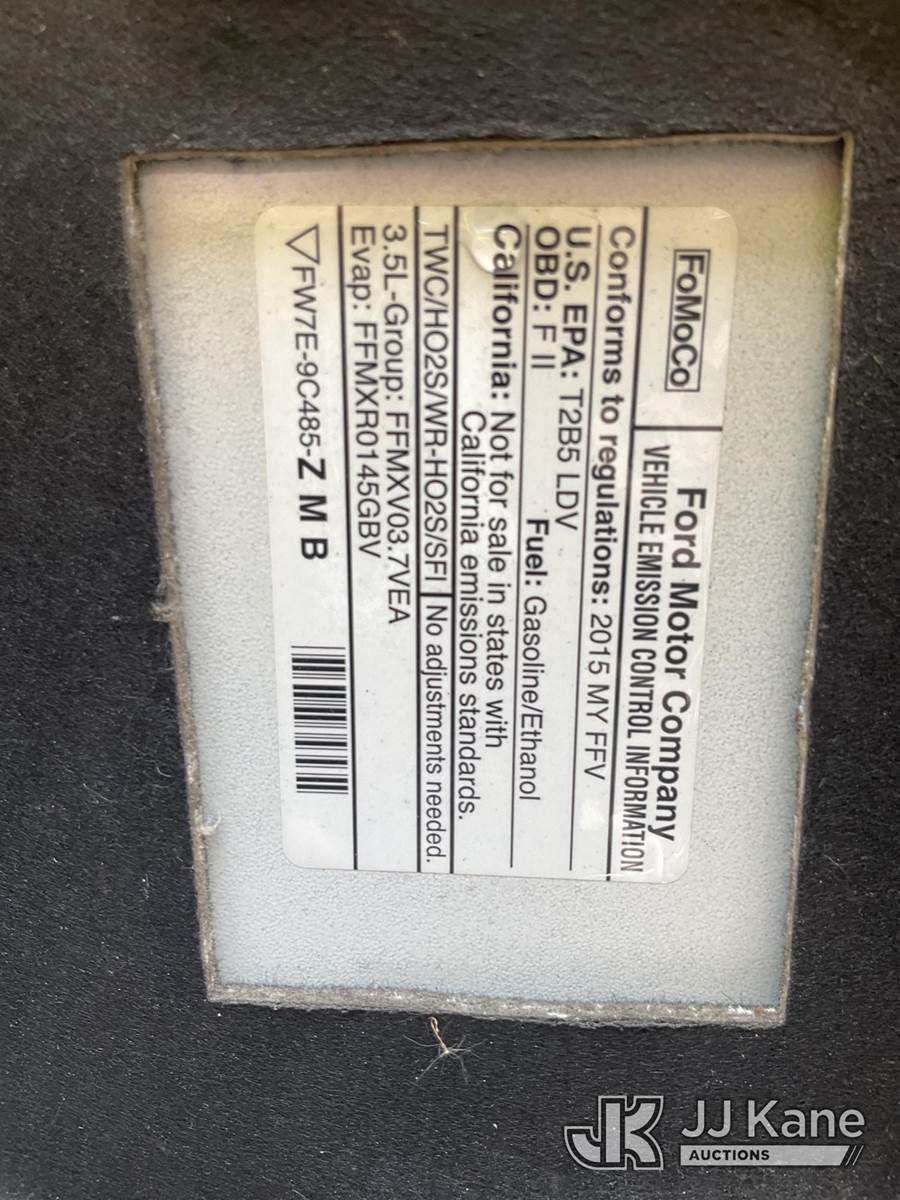 FoMoCo
Ford Motor Company
VEHICLE EMISSION CONTROL INFORMATION
Conforms to regulations: 2015 MY FFV
U.S. EPA: T2B5 LDV
OBD: F II Fuel: Gasoline/Ethanol
California: Not for sale in states with
California emissions standards.
TWC/HO2S/WR-HO2S/SFI No adjustments needed.
3.5L-Group: FFMXV03.7VEA
Evap: FFMXR0145GBV
▽FW7E-9C485-Z M B
JK JJ Kane
AUCTIONS